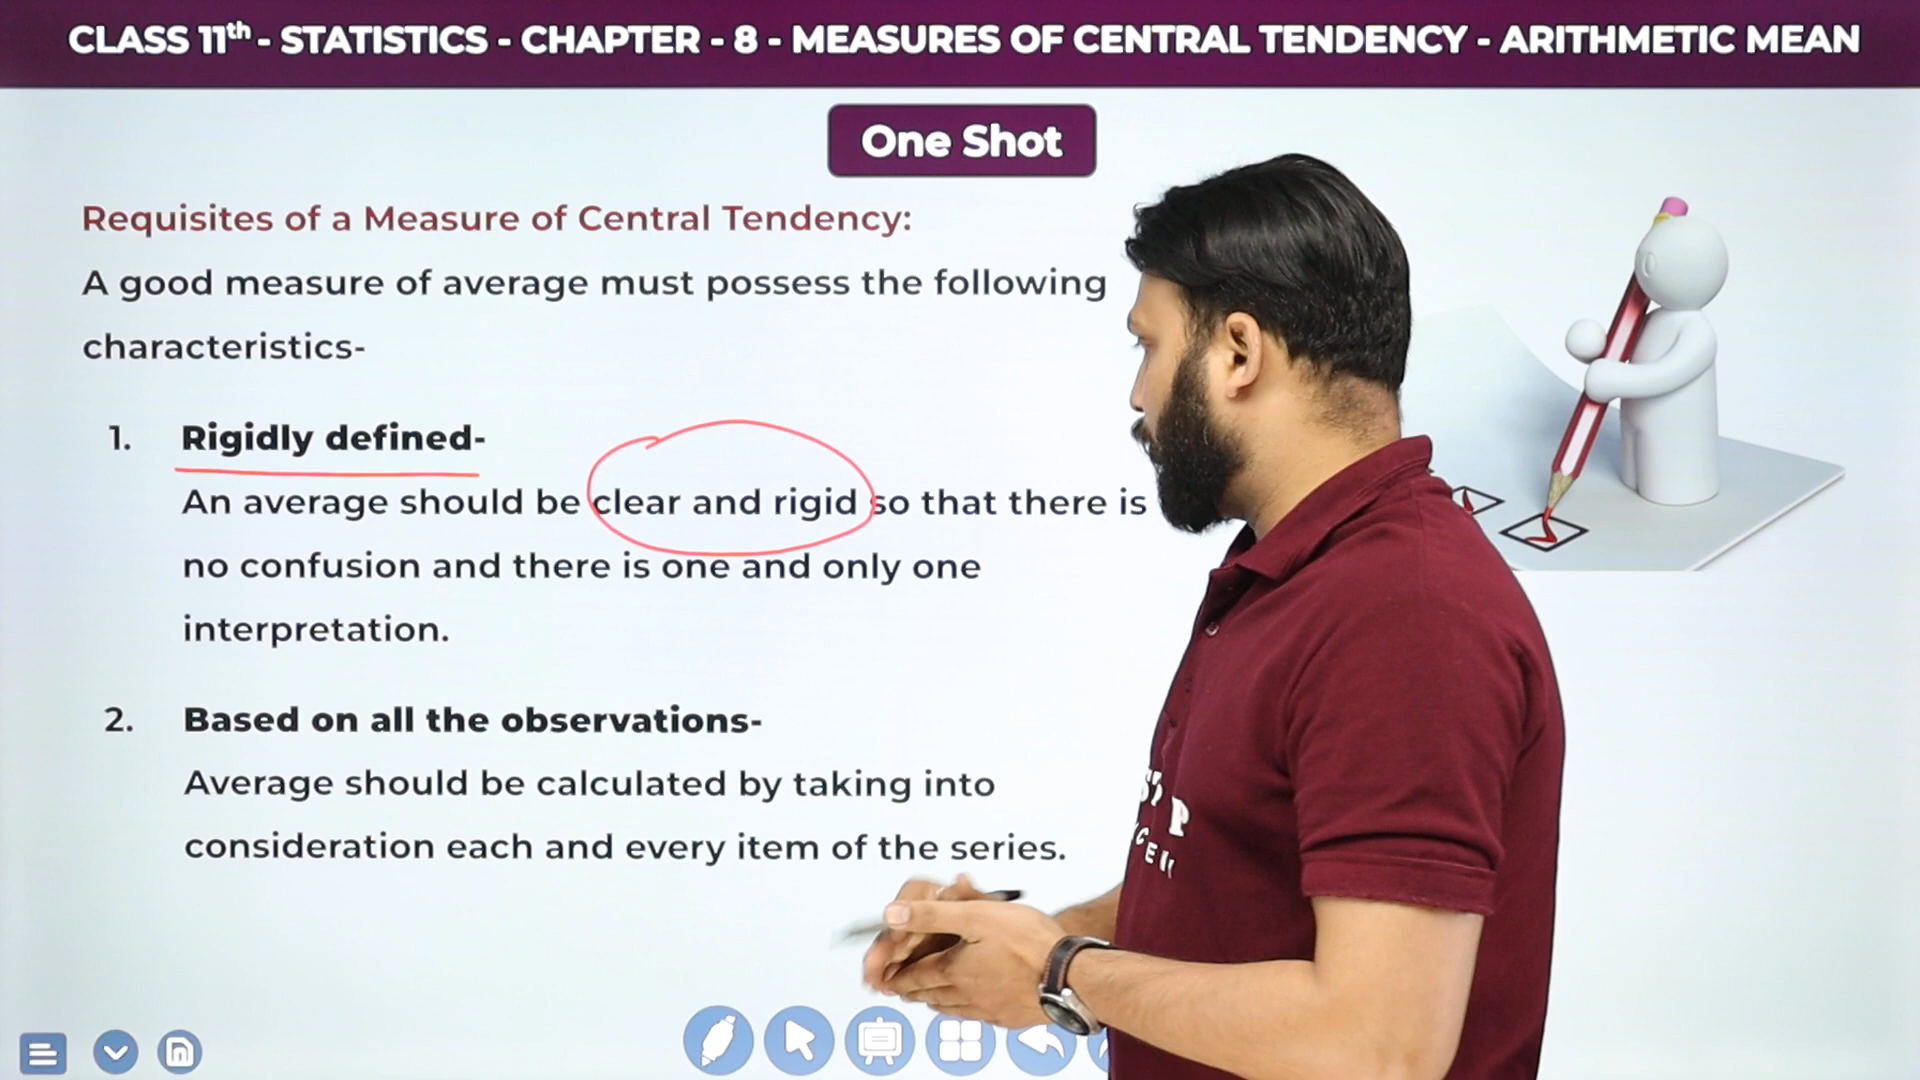 CLASS 11th - STATISTICS - CHAPTER - 8 - MEASURES OF CENTRAL TENDENCY - ARITHMETIC MEAN
One Shot
Requisites of a Measure of Central Tendency:
A good measure of average must possess the following
characteristics-
1. Rigidly defined-
An average should be clear and rigid so that there is
no confusion and there is one and only one
interpretation.
2. Based on all the observations-
Average should be calculated by taking into
consideration each and every item of the series.